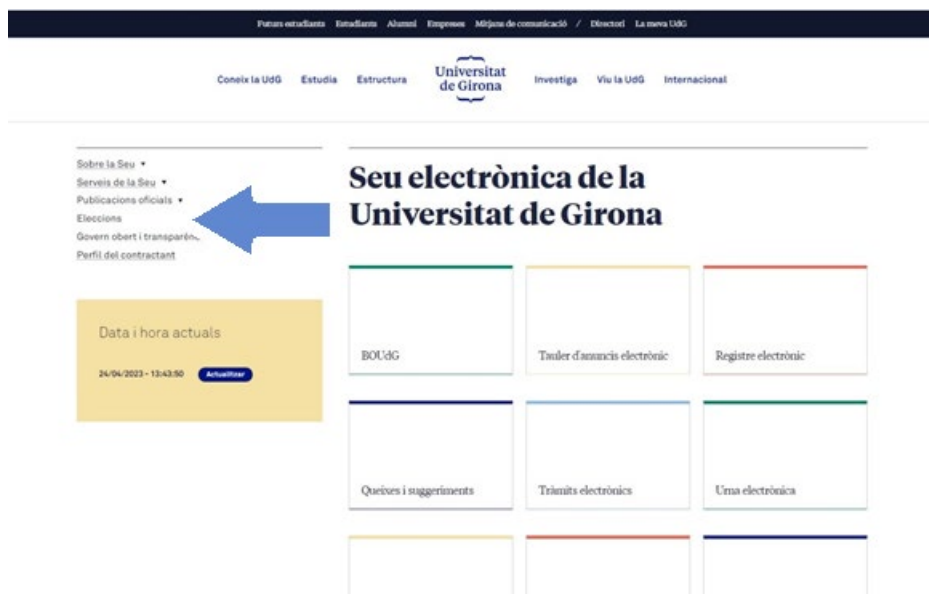 Futurs estudiants Estudiants Alumni Empreses Mitjans de comunicació / Directori La meva UdG
Coneix la UdG Estudia Estructura Universitat de Girona Investiga Viu la UdG Internacional
Sobre la Seu
Serveis de la Seu
Publicacions oficials
Eleccions
Govern obert i
Perfil del contractant
Data i hora actuals
24/04/2023 - 13:43:50 Actualitzar
Seu electrònica de la
Universitat de Girona
BOUdG
Tauler d'anuncis electrònic
Registre electrònic
Queixes i suggeriments
Tràmits electrònics
Urna electrònica